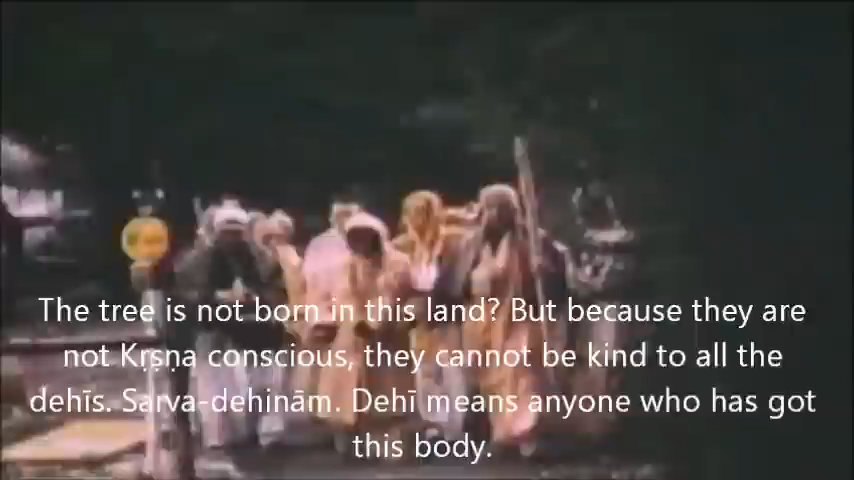 The tree is not born in this land? But because they are
not Kṛṣṇa conscious, they cannot be kind to all the
dehīs. Sarva-dehinām. Dehī means anyone who has got
this body.